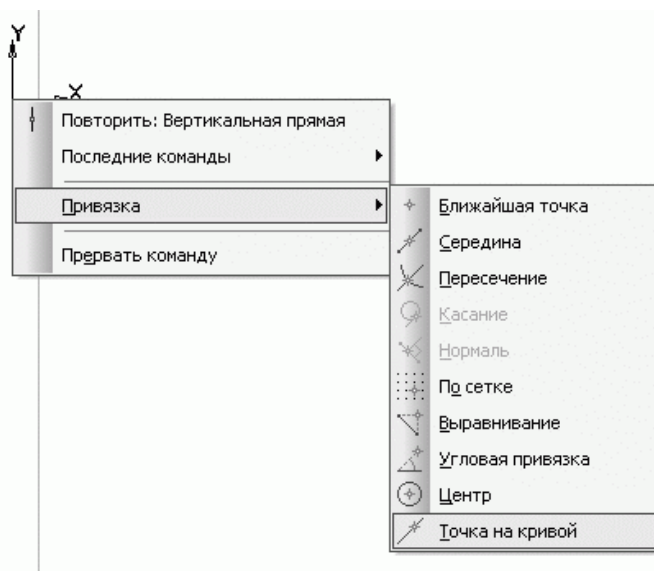 Y
X
Повторить: Вертикальная прямая
Последние команды
Привязка
Прервать команду
Ближайшая точка
Середина
Пересечение
Касание
Нормаль
По сетке
Выравнивание
Угловая привязка
Центр
Точка на кривой